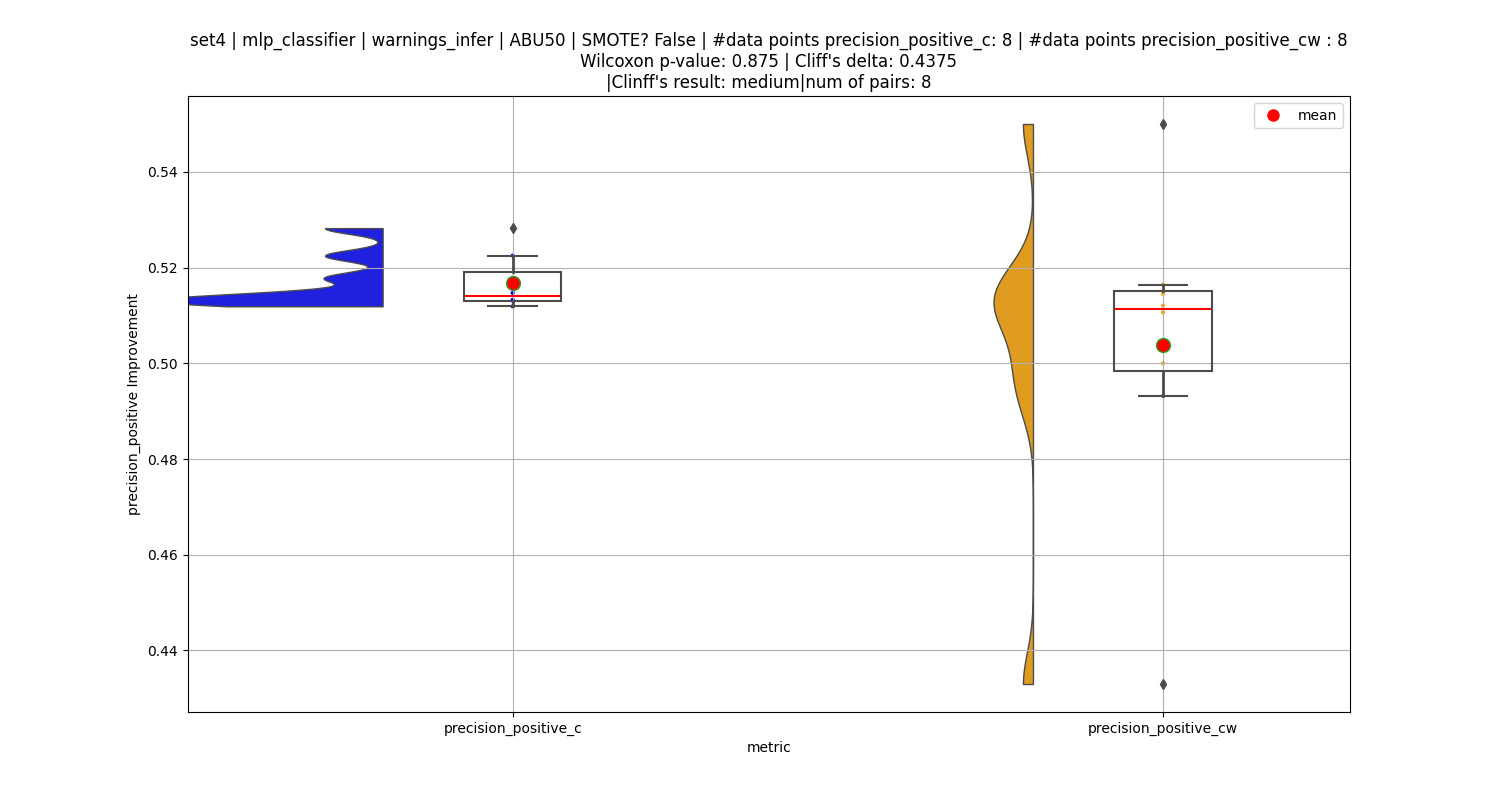 set4 | mlp_classifier | warnings_infer | ABU50 | SMOTE? False | #data points precision_positive_c: 8 | #data points precision_positive_cw : 8
Wilcoxon p-value: 0.875 | Cliff's delta: 0.4375
|Clinff's result: medium|num of pairs: 8
mean
0.54
0.52
0.50
0.48
0.46
0.44
precision_positive Improvement
precision_positive_c
precision_positive_cw
metric